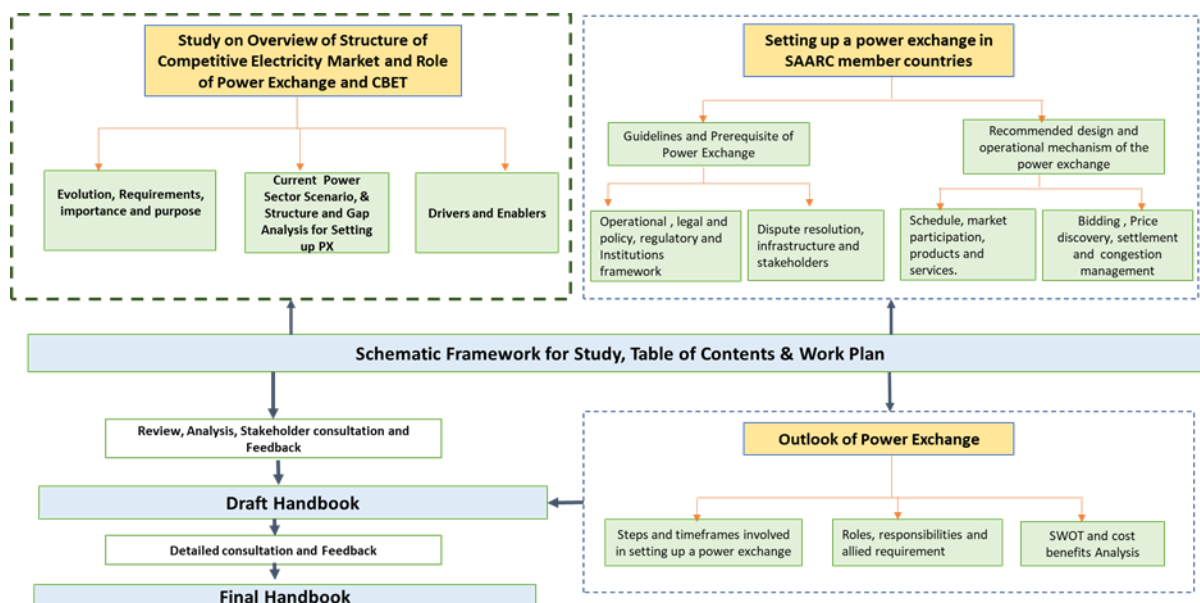 Study on Overview of Structure of
Competitive Electricity Market and Role
of Power Exchange and CBET
Evolution, Requirements,
importance and purpose
Current Power
Sector Scenario, &
Structure and Gap
Analysis for Setting
up PX
Drivers and Enablers
Setting up a power exchange in
SAARC member countries
Guidelines and Prerequisite of
Power Exchange
Recommended design and
operational mechanism of the
power exchange
Operational , legal and
policy, regulatory and
Institutions
framework
Dispute resolution,
infrastructure and
stakeholders
Schedule, market
participation,
products and
services.
Bidding , Price
discovery, settlement
and congestion
management
Schematic Framework for Study, Table of Contents & Work Plan
Review, Analysis, Stakeholder consultation and
Feedback
Draft Handbook
Detailed consultation and Feedback
Final Handbook
Outlook of Power Exchange
Steps and timeframes involved
in setting up a power exchange
Roles, responsibilities and
allied requirement
SWOT and cost
benefits Analysis